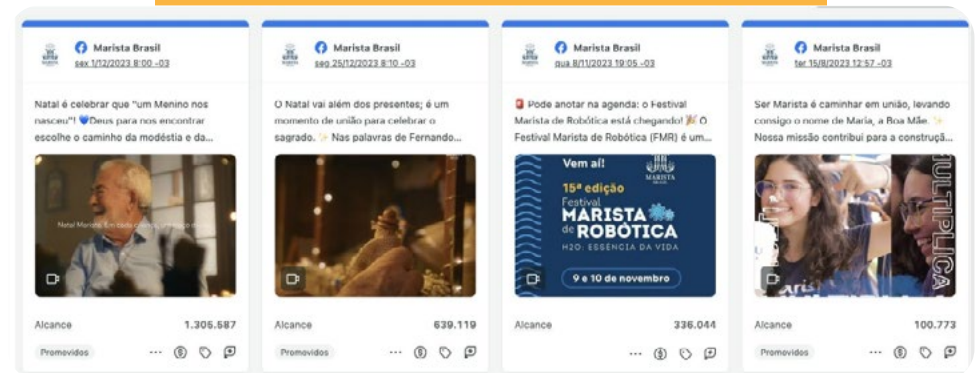 Marista Brasil
sex 1/12/2023 8:00 -03
Natal é celebrar que "um Menino nos
nasceu"! 💙Deus para nos encontrar
escolhe o caminho da modéstia e da...
Natal Marista. Em cada
Alcance 1.305.587
Promovidos
Marista Brasil
seg 25/12/2023 8:10 -03
O Natal vai além dos presentes; é um
momento de união para celebrar o
sagrado. ✨ Nas palavras de Fernando...
Alcance 639.119
Promovidos
Marista Brasil
qua 8/11/2023 19:05 -03
🚨 Pode anotar na agenda: o Festival
Marista de Robótica está chegando! 🎉 O
Festival Marista de Robótica (FMR) é um...
Vem aí!
MARISTA
BRASIL
15ª edição
Festival
MARISTA
de ROBÓTICA
H2O: ESSÊNCIA DA VIDA
9 e 10 de novembro
Alcance 336.044
Marista Brasil
ter 15/8/2023 12:57 -03
Ser Marista é caminhar em união, levando
consigo o nome de Maria, a Boa Mãe. ✨
Nossa missão contribui para a construçã...
MULTIPLICA
Alcance 100.773
Promovidos